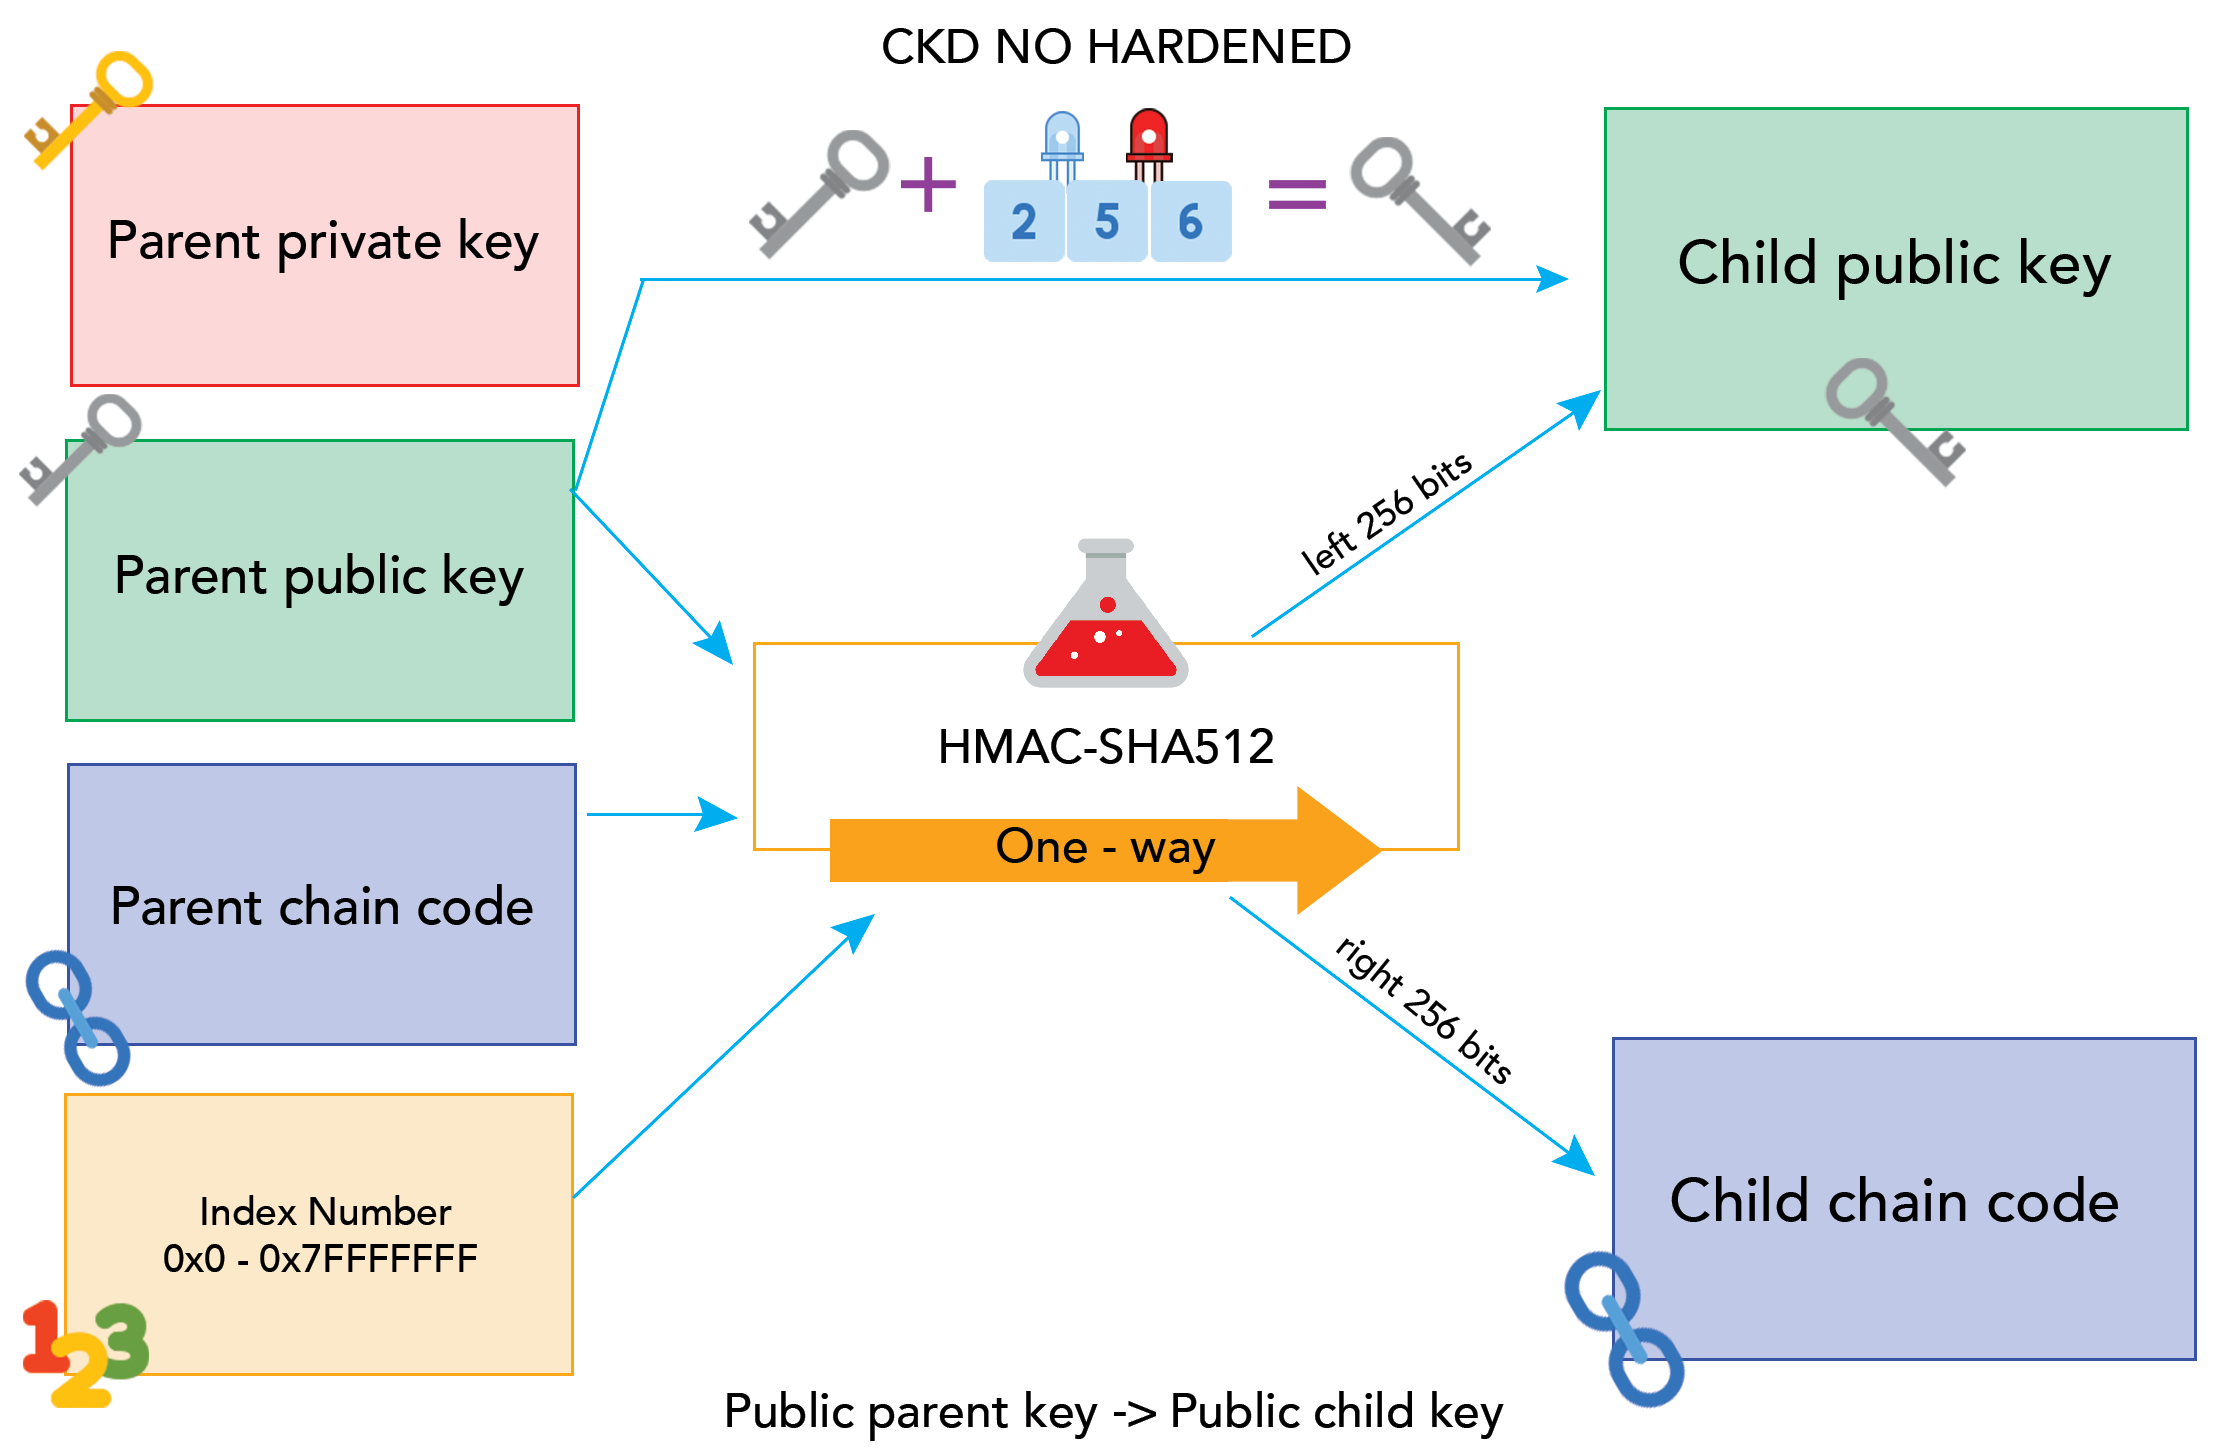 CKD NO HARDENED
Parent private key
+ 2 5 6 =
Child public key
Parent public key
left 256 bits
HMAC-SHA512
One - way
Parent chain code
right 256 bits
Index Number
0x0 - 0x7FFFFFFF
123
Child chain code
Public parent key -> Public child key